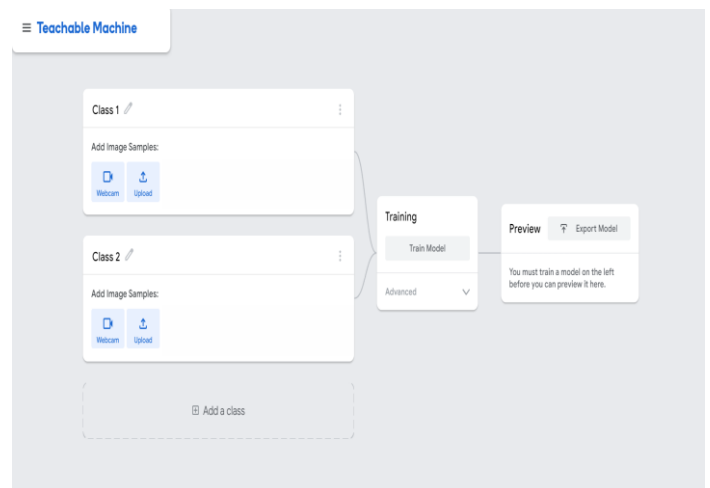 Teachable Machine
Class 1
Add Image Samples:
Webcam
Upload
Class 2
Add Image Samples:
Webcam
Upload
Add a class
Training
Train Model
Advanced
Preview
Export Model
You must train a model on the left
before you can preview it here.